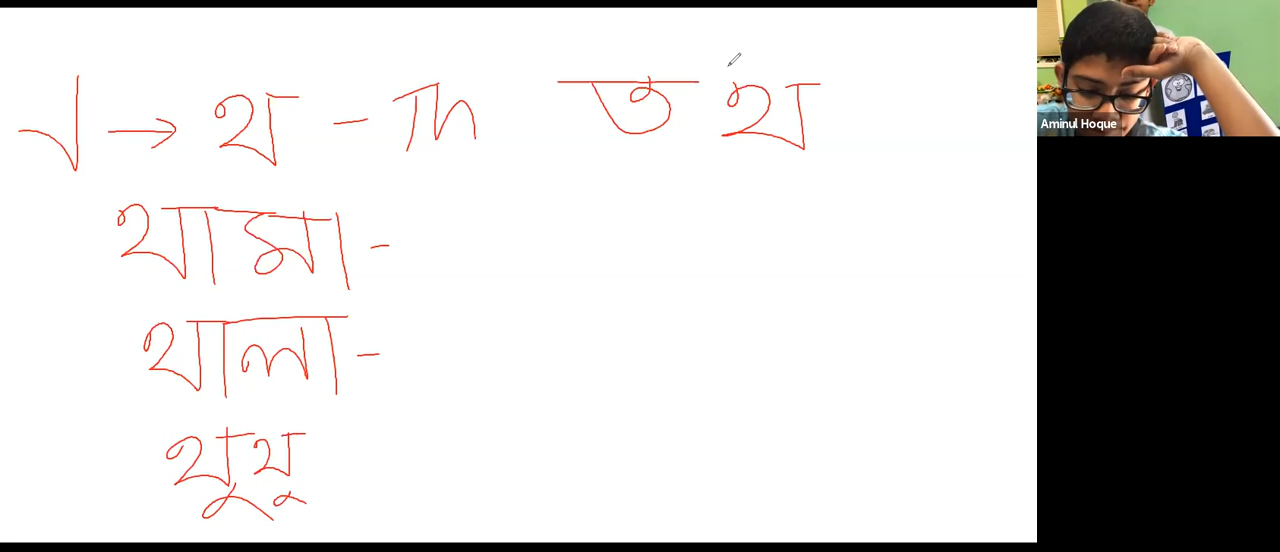 → থ - Th ত থ
থামা -
থালা -
থুথু
Aminul Hoque